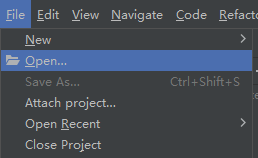 File Edit View Navigate Code
New
Open...
Save As... Ctrl+Shift+S
Attach project...
Open Recent
Close Project